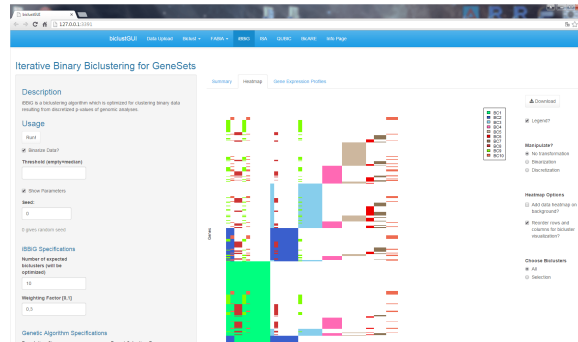 biclustGUI
127.0.0.1:
biclustGUI Data Upload Biclust FABIA iBBiG ISA QUBIC BicARE Info Page
Iterative Binary Biclustering for GeneSets
Description
iBBiG is a biclustering algorithm which is optimized for clustering binary data
resulting from discretized p-values of genomic analyses.
Usage
Run!
Binarize Data?
Threshold (empty=median)
Show Parameters
Seed:
0
0 gives random seed
iBBiG Specifications
Number of expected
biclusters (will be
optimized)
10
Weighting Factor [0,1]
0.5
Genetic Algorithm Specifications
Summary Heatmap Gene Expression Profiles
Genes
BC1
BC2
BC3
BC4
BC5
BC6
BC7
BC8
BC9
BC10
Download
Legend?
Manipulate?
No transformation
Binarization
Discretization
Heatmap Options
Add data heatmap on
background?
Reorder rows and
columns for bicluster
visualization?
Choose Biclusters
All
Selection